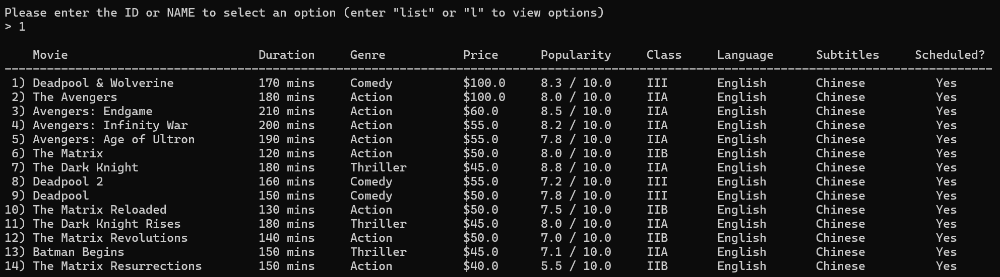 Please enter the ID or NAME to select an option (enter "list" or "l" to view options)
> 1
    Movie                           Duration     Genre           Price      Popularity     Class     Language      Subtitles     Scheduled?
--------------------------------------------------------------------------------------------------------------------------------------------
 1) Deadpool & Wolverine            170 mins     Comedy          $100.0     8.3 / 10.0     III       English       Chinese          Yes
 2) The Avengers                    180 mins     Action          $100.0     8.0 / 10.0     IIA       English       Chinese          Yes
 3) Avengers: Endgame               210 mins     Action          $60.0      8.5 / 10.0     IIA       English       Chinese          Yes
 4) Avengers: Infinity War          200 mins     Action          $55.0      8.2 / 10.0     IIA       English       Chinese          Yes
 5) Avengers: Age of Ultron         190 mins     Action          $55.0      7.8 / 10.0     IIA       English       Chinese          Yes
 6) The Matrix                      120 mins     Action          $50.0      8.0 / 10.0     IIB       English       Chinese          Yes
 7) The Dark Knight                 180 mins     Thriller        $45.0      8.8 / 10.0     IIA       English       Chinese          Yes
 8) Deadpool 2                      160 mins     Comedy          $55.0      7.2 / 10.0     III       English       Chinese          Yes
 9) Deadpool                        150 mins     Comedy          $50.0      7.8 / 10.0     III       English       Chinese          Yes
10) The Matrix Reloaded             130 mins     Action          $50.0      7.5 / 10.0     IIB       English       Chinese          Yes
11) The Dark Knight Rises           180 mins     Thriller        $45.0      8.0 / 10.0     IIA       English       Chinese          Yes
12) The Matrix Revolutions          140 mins     Action          $50.0      7.0 / 10.0     IIB       English       Chinese          Yes
13) Batman Begins                   150 mins     Thriller        $45.0      7.1 / 10.0     IIA       English       Chinese          Yes
14) The Matrix Resurrections        150 mins     Action          $40.0      5.5 / 10.0     IIB       English       Chinese          Yes